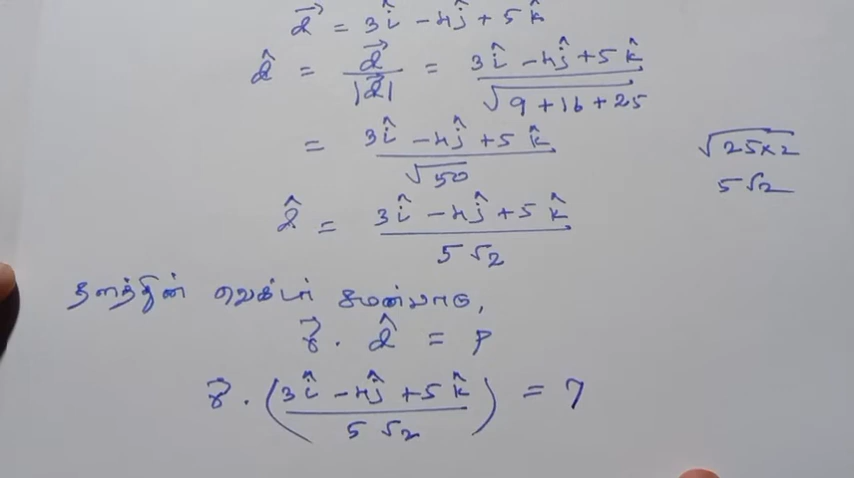 d⃗ = 3î - 4ĵ + 5k̂
d̂ = d⃗ / |d⃗| = (3î - 4ĵ + 5k̂) / √(9+16+25)
= (3î - 4ĵ + 5k̂) / √50
√(25×2)
5√2
d̂ = (3î - 4ĵ + 5k̂) / 5√2
தளத்தின் வெக்டர் சமன்பாடு,
r⃗ . d̂ = p
r⃗ . ((3î - 4ĵ + 5k̂) / 5√2) = 7